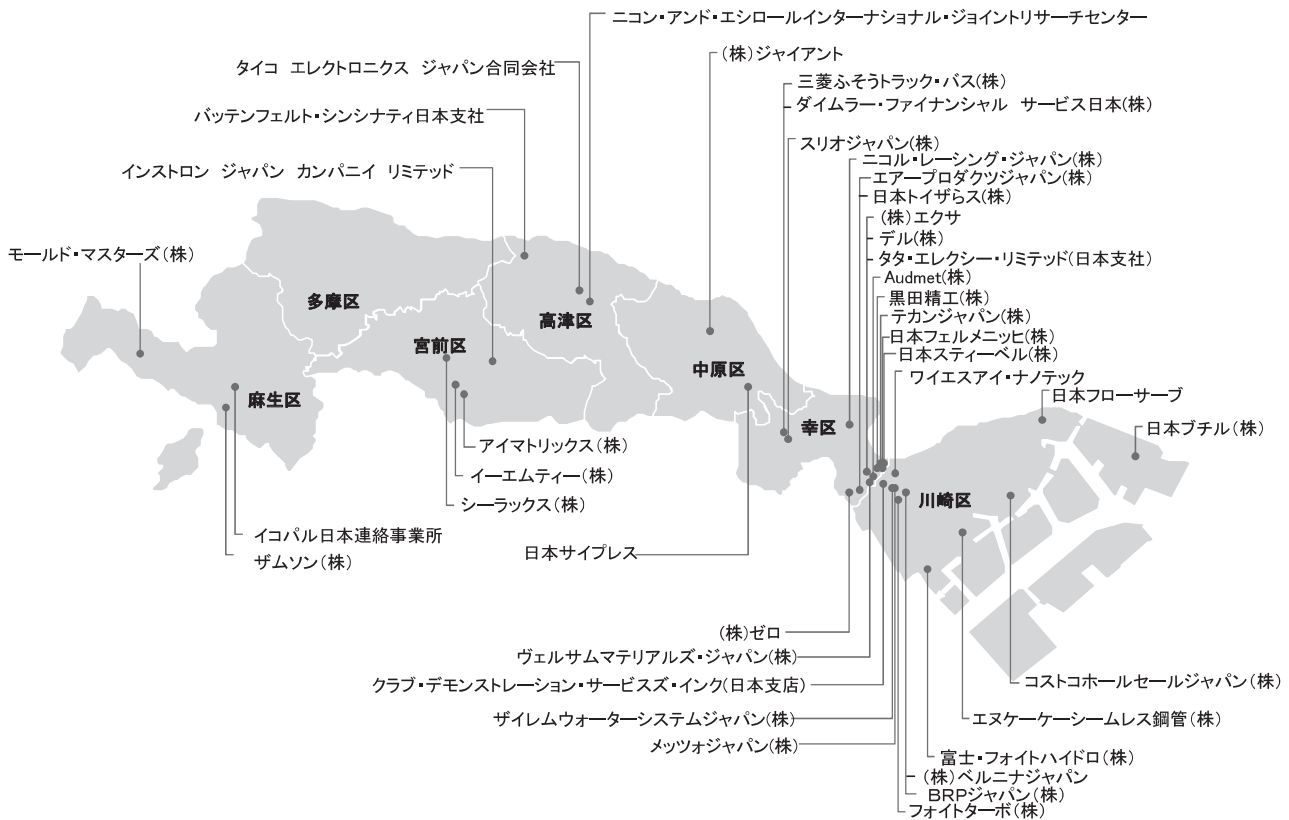 ニコン・アンド・エシロールインターナショナル・ジョイントリサーチセンター
(株)ジャイアント
タイコ エレクトロニクス ジャパン合同会社
三菱ふそうトラック・バス(株)
ダイムラー・ファイナンシャル サービス日本(株)
バッテンフェルト・シンシナティ日本支社
スリオジャパン(株)
ニコル・レーシング・ジャパン(株)
インストロン ジャパン カンパニイ リミテッド
エアープロダクツジャパン(株)
日本トイザらス(株)
(株)エクサ
デル(株)
モールド・マスターズ(株)
タタ・エレクシー・リミテッド(日本支社)
Audmet(株)
黒田精工(株)
テカンジャパン(株)
日本フェルメニッヒ(株)
日本スティーベル(株)
ワイエスアイ・ナノテック
日本フローサーブ
日本ブチル(株)
多摩区
高津区
宮前区
中原区
麻生区
幸区
川崎区
アイマトリックス(株)
イーエムティー(株)
シーラックス(株)
イコパル日本連絡事業所
ザムソン(株)
日本サイプレス
(株)ゼロ
ヴェルサムマテリアルズ・ジャパン(株)
クラブ・デモンストレーション・サービスズ・インク(日本支店)
コストコホールセールジャパン(株)
ザイレムウォーターシステムジャパン(株)
エヌケーケーシームレス鋼管(株)
メッツォジャパン(株)
富士・フォイトハイドロ(株)
(株)ベルニナジャパン
BRPジャパン(株)
フォイトターボ(株)